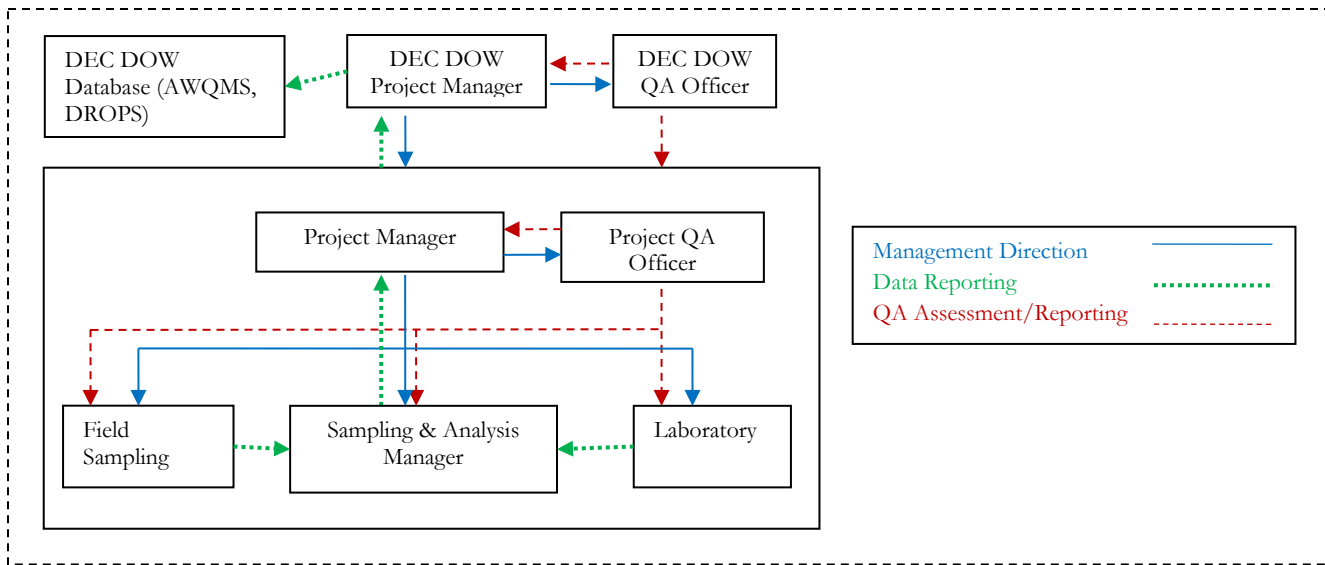 DEC DOW
Database (AWQMS,
DROPS)
DEC DOW
Project Manager
DEC DOW
QA Officer
Project Manager
Project QA
Officer
Management Direction
Data Reporting
QA Assessment/Reporting
Field
Sampling
Sampling & Analysis
Manager
Laboratory